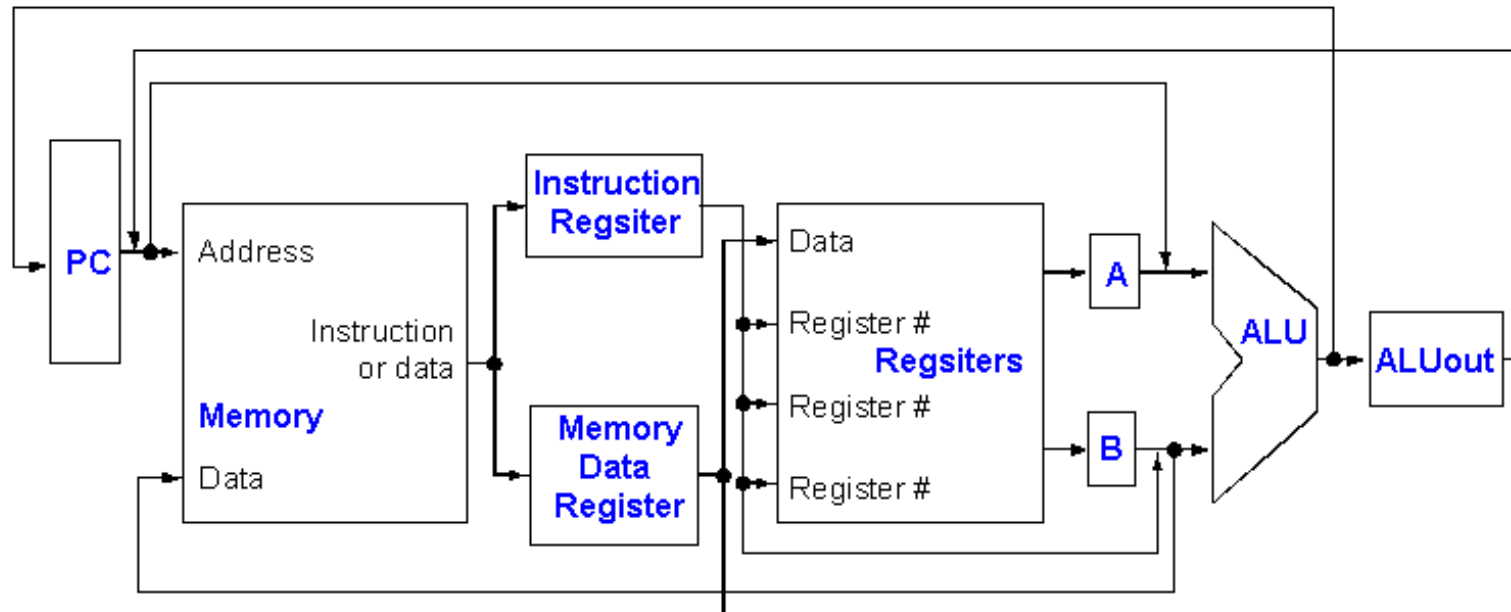 PC
Address
Instruction
or data
Memory
Data
Instruction
Regsiter
Memory
Data
Register
Data
Register #
Regsiters
Register #
Register #
A
B
ALU
ALUout